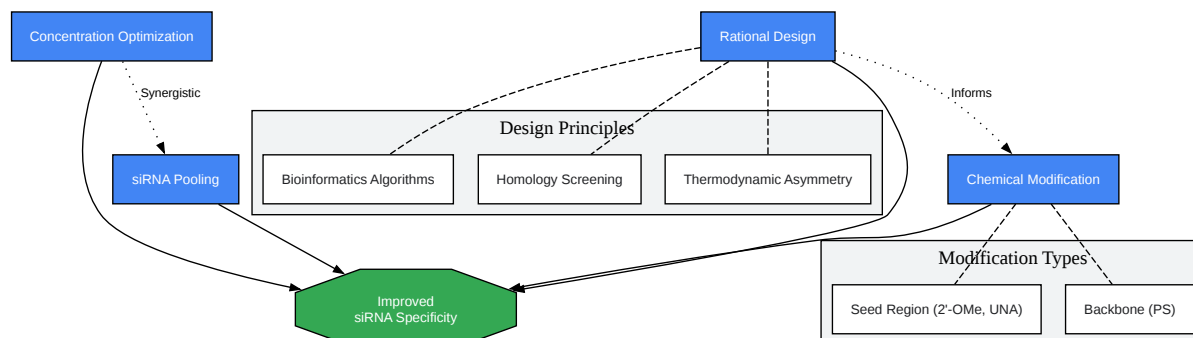 Concentration Optimization
Rational Design
Synergistic
Informs
Design Principles
siRNA Pooling
Bioinformatics Algorithms
Homology Screening
Thermodynamic Asymmetry
Chemical Modification
Modification Types
Improved
siRNA Specificity
Seed Region (2'-OMe, UNA)
Backbone (PS)